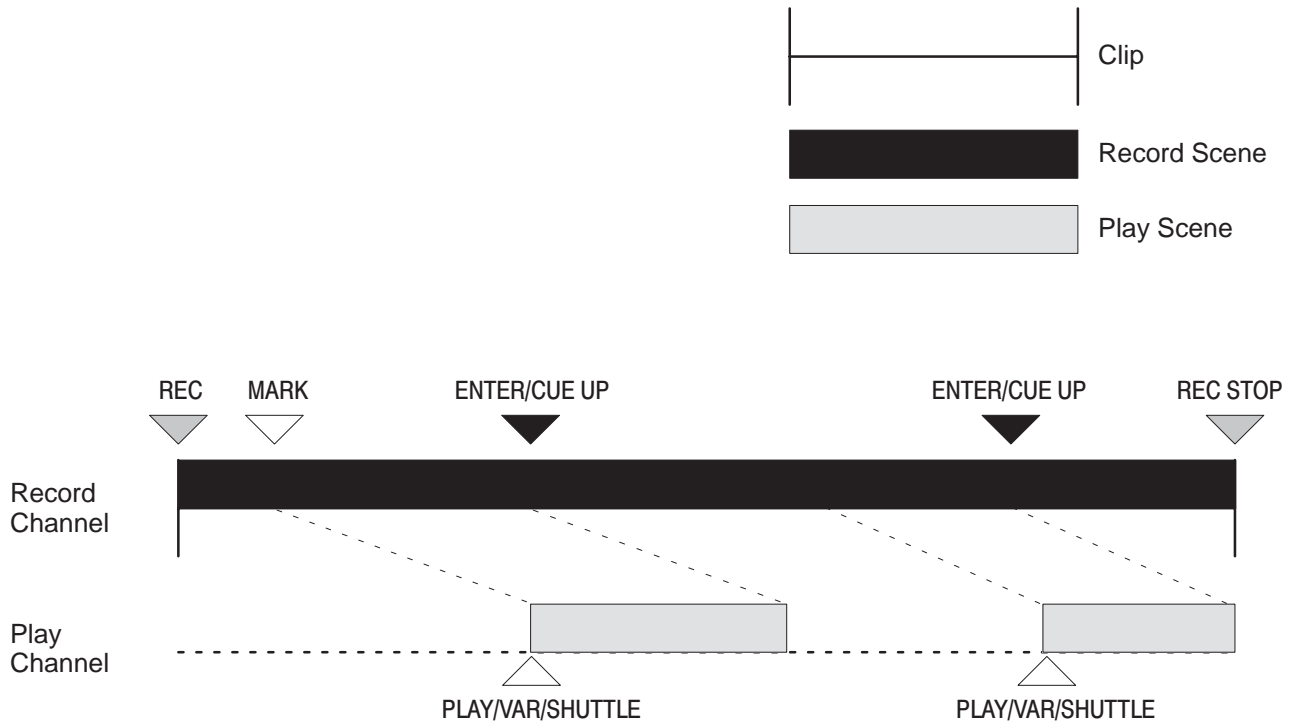 Clip
Record Scene
Play Scene
REC MARK ENTER/CUE UP ENTER/CUE UP REC STOP
Record
Channel
Play
Channel
PLAY/VAR/SHUTTLE PLAY/VAR/SHUTTLE